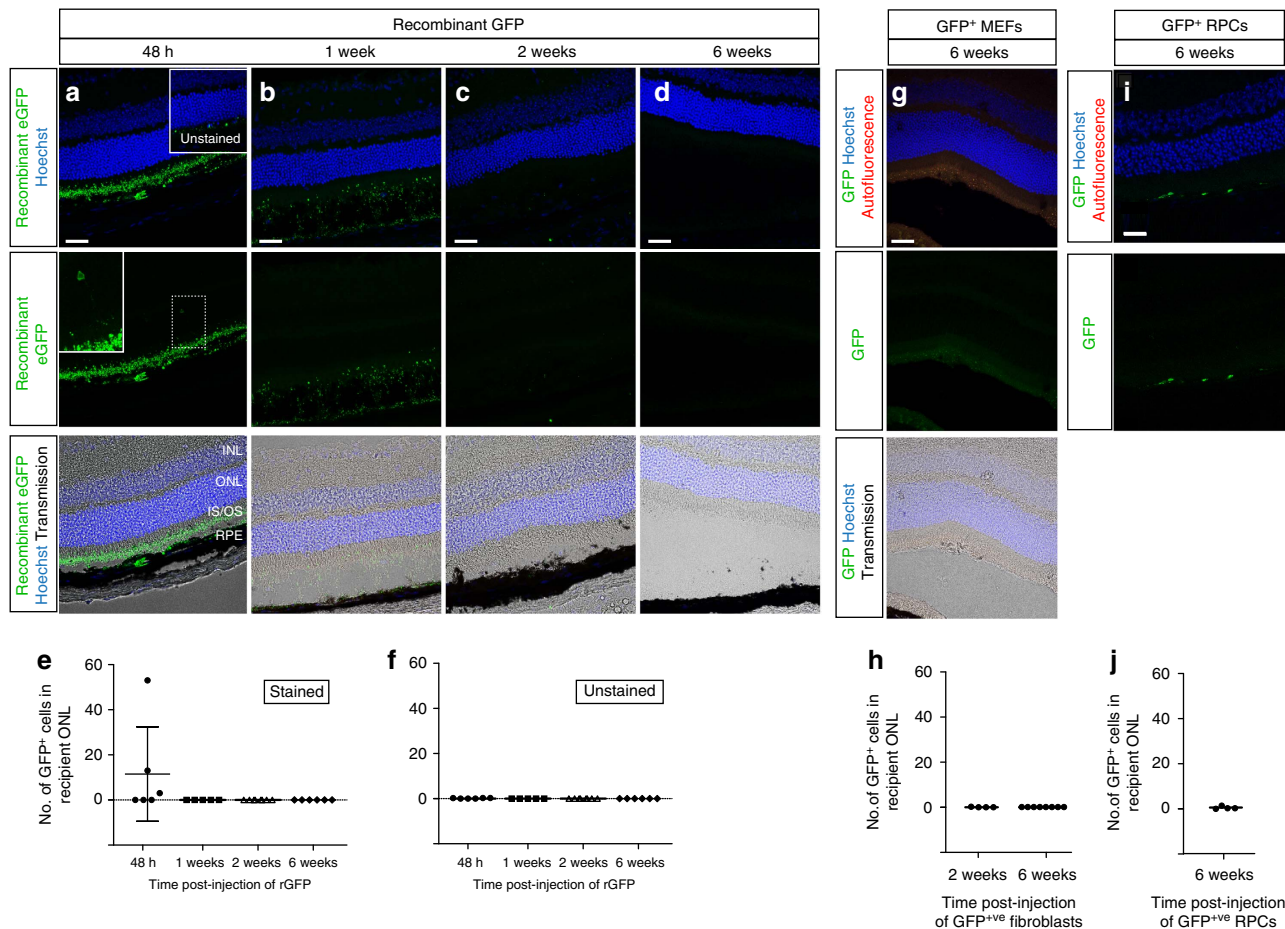 Recombinant GFP
GFP⁺ MEFs
GFP⁺ RPCs
48 h
1 week
2 weeks
6 weeks
6 weeks
6 weeks
Recombinant eGFP
Hoechst
a
Unstained
b
c
d
GFP Hoechst
Autofluorescence
g
GFP Hoechst
Autofluorescence
i
Recombinant
eGFP
GFP
GFP
Recombinant eGFP
Hoechst Transmission
INL
ONL
IS/OS
RPE
GFP Hoechst
Transmission
e
No. of GFP⁺ cells in
recipient ONL
60
40
20
0
Stained
48 h
1 weeks
2 weeks
6 weeks
Time post-injection of rGFP
f
60
40
20
0
Unstained
48 h
1 weeks
2 weeks
6 weeks
Time post-injection of rGFP
h
No.of GFP⁺ cells in
recipient ONL
60
40
20
0
2 weeks
6 weeks
Time post-injection
of GFP⁺ᵛᵉ fibroblasts
j
No.of GFP⁺ cells in
recipient ONL
60
40
20
0
6 weeks
Time post-injection
of GFP⁺ᵛᵉ RPCs